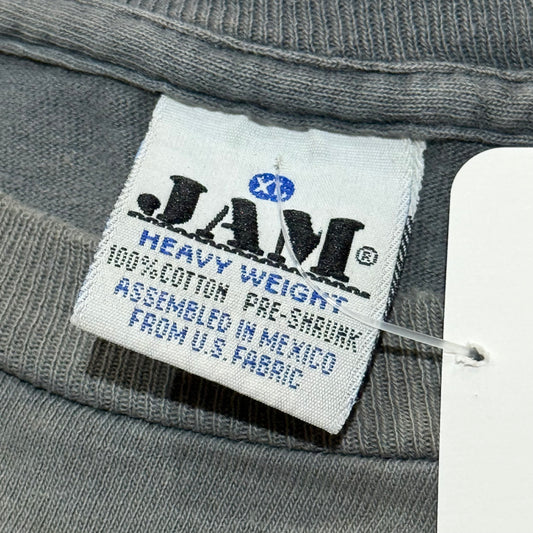 XL
JAM®
HEAVY WEIGHT
100% COTTON PRE-SHRUNK
ASSEMBLED IN MEXICO
FROM U.S. FABRIC